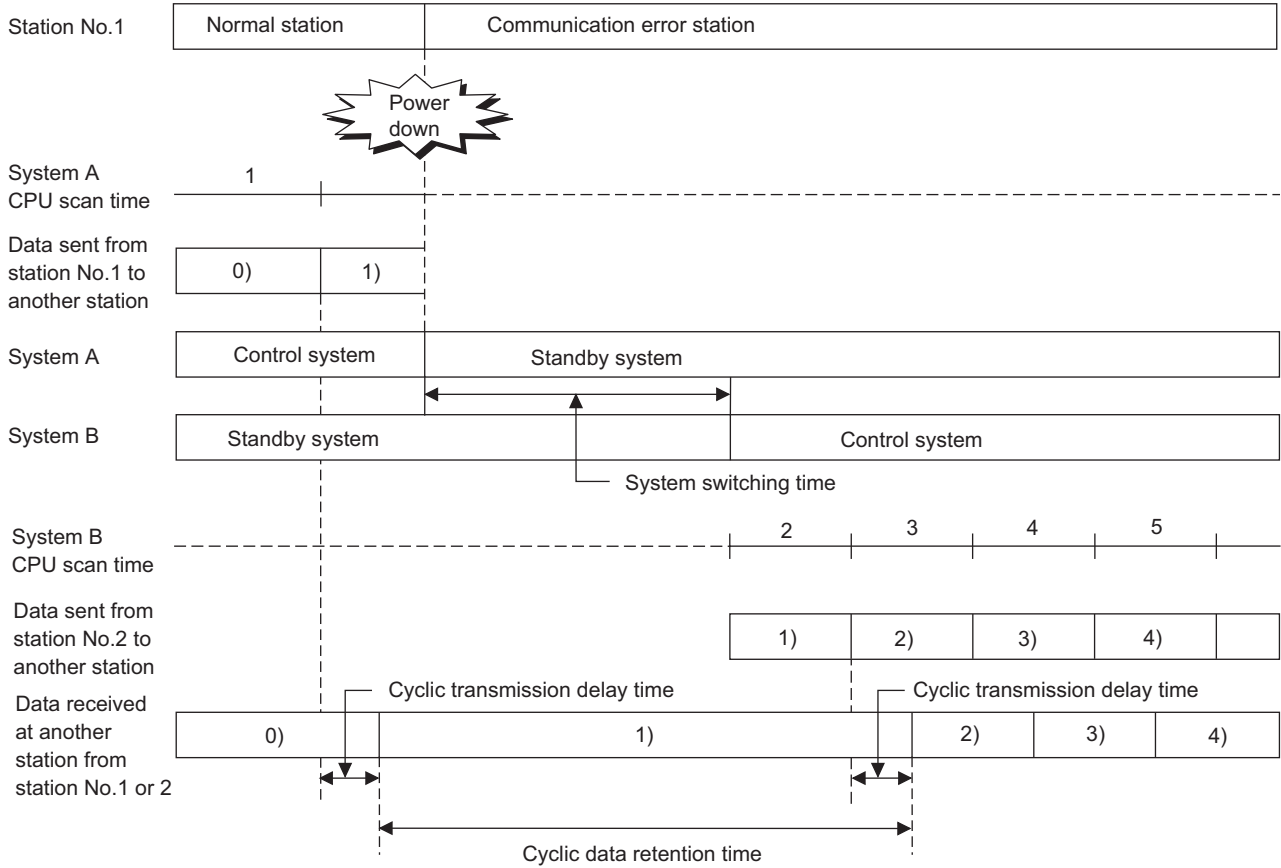 Station No.1
Normal station
Communication error station
Power
down
System A
CPU scan time
1
Data sent from
station No.1 to
another station
0)
1)
System A
Control system
Standby system
System B
Standby system
Control system
System switching time
System B
CPU scan time
2
3
4
5
Data sent from
station No.2 to
another station
1)
2)
3)
4)
Cyclic transmission delay time
Cyclic transmission delay time
Data received
at another
station from
station No.1 or 2
0)
1)
2)
3)
4)
Cyclic data retention time